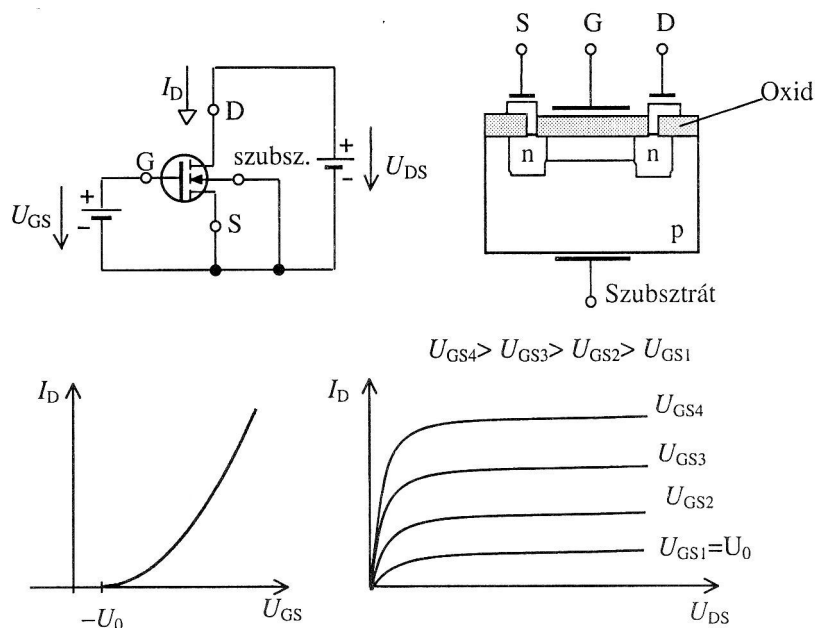 S G D
I_D
D
Oxid
G
szubsz.
+
-
U_DS
n n
+
-
U_GS
S
p
Szubsztrát
U_GS4> U_GS3> U_GS2> U_GS1
I_D
-U_0
U_GS
I_D
U_GS4
U_GS3
U_GS2
U_GS1=U_0
U_DS